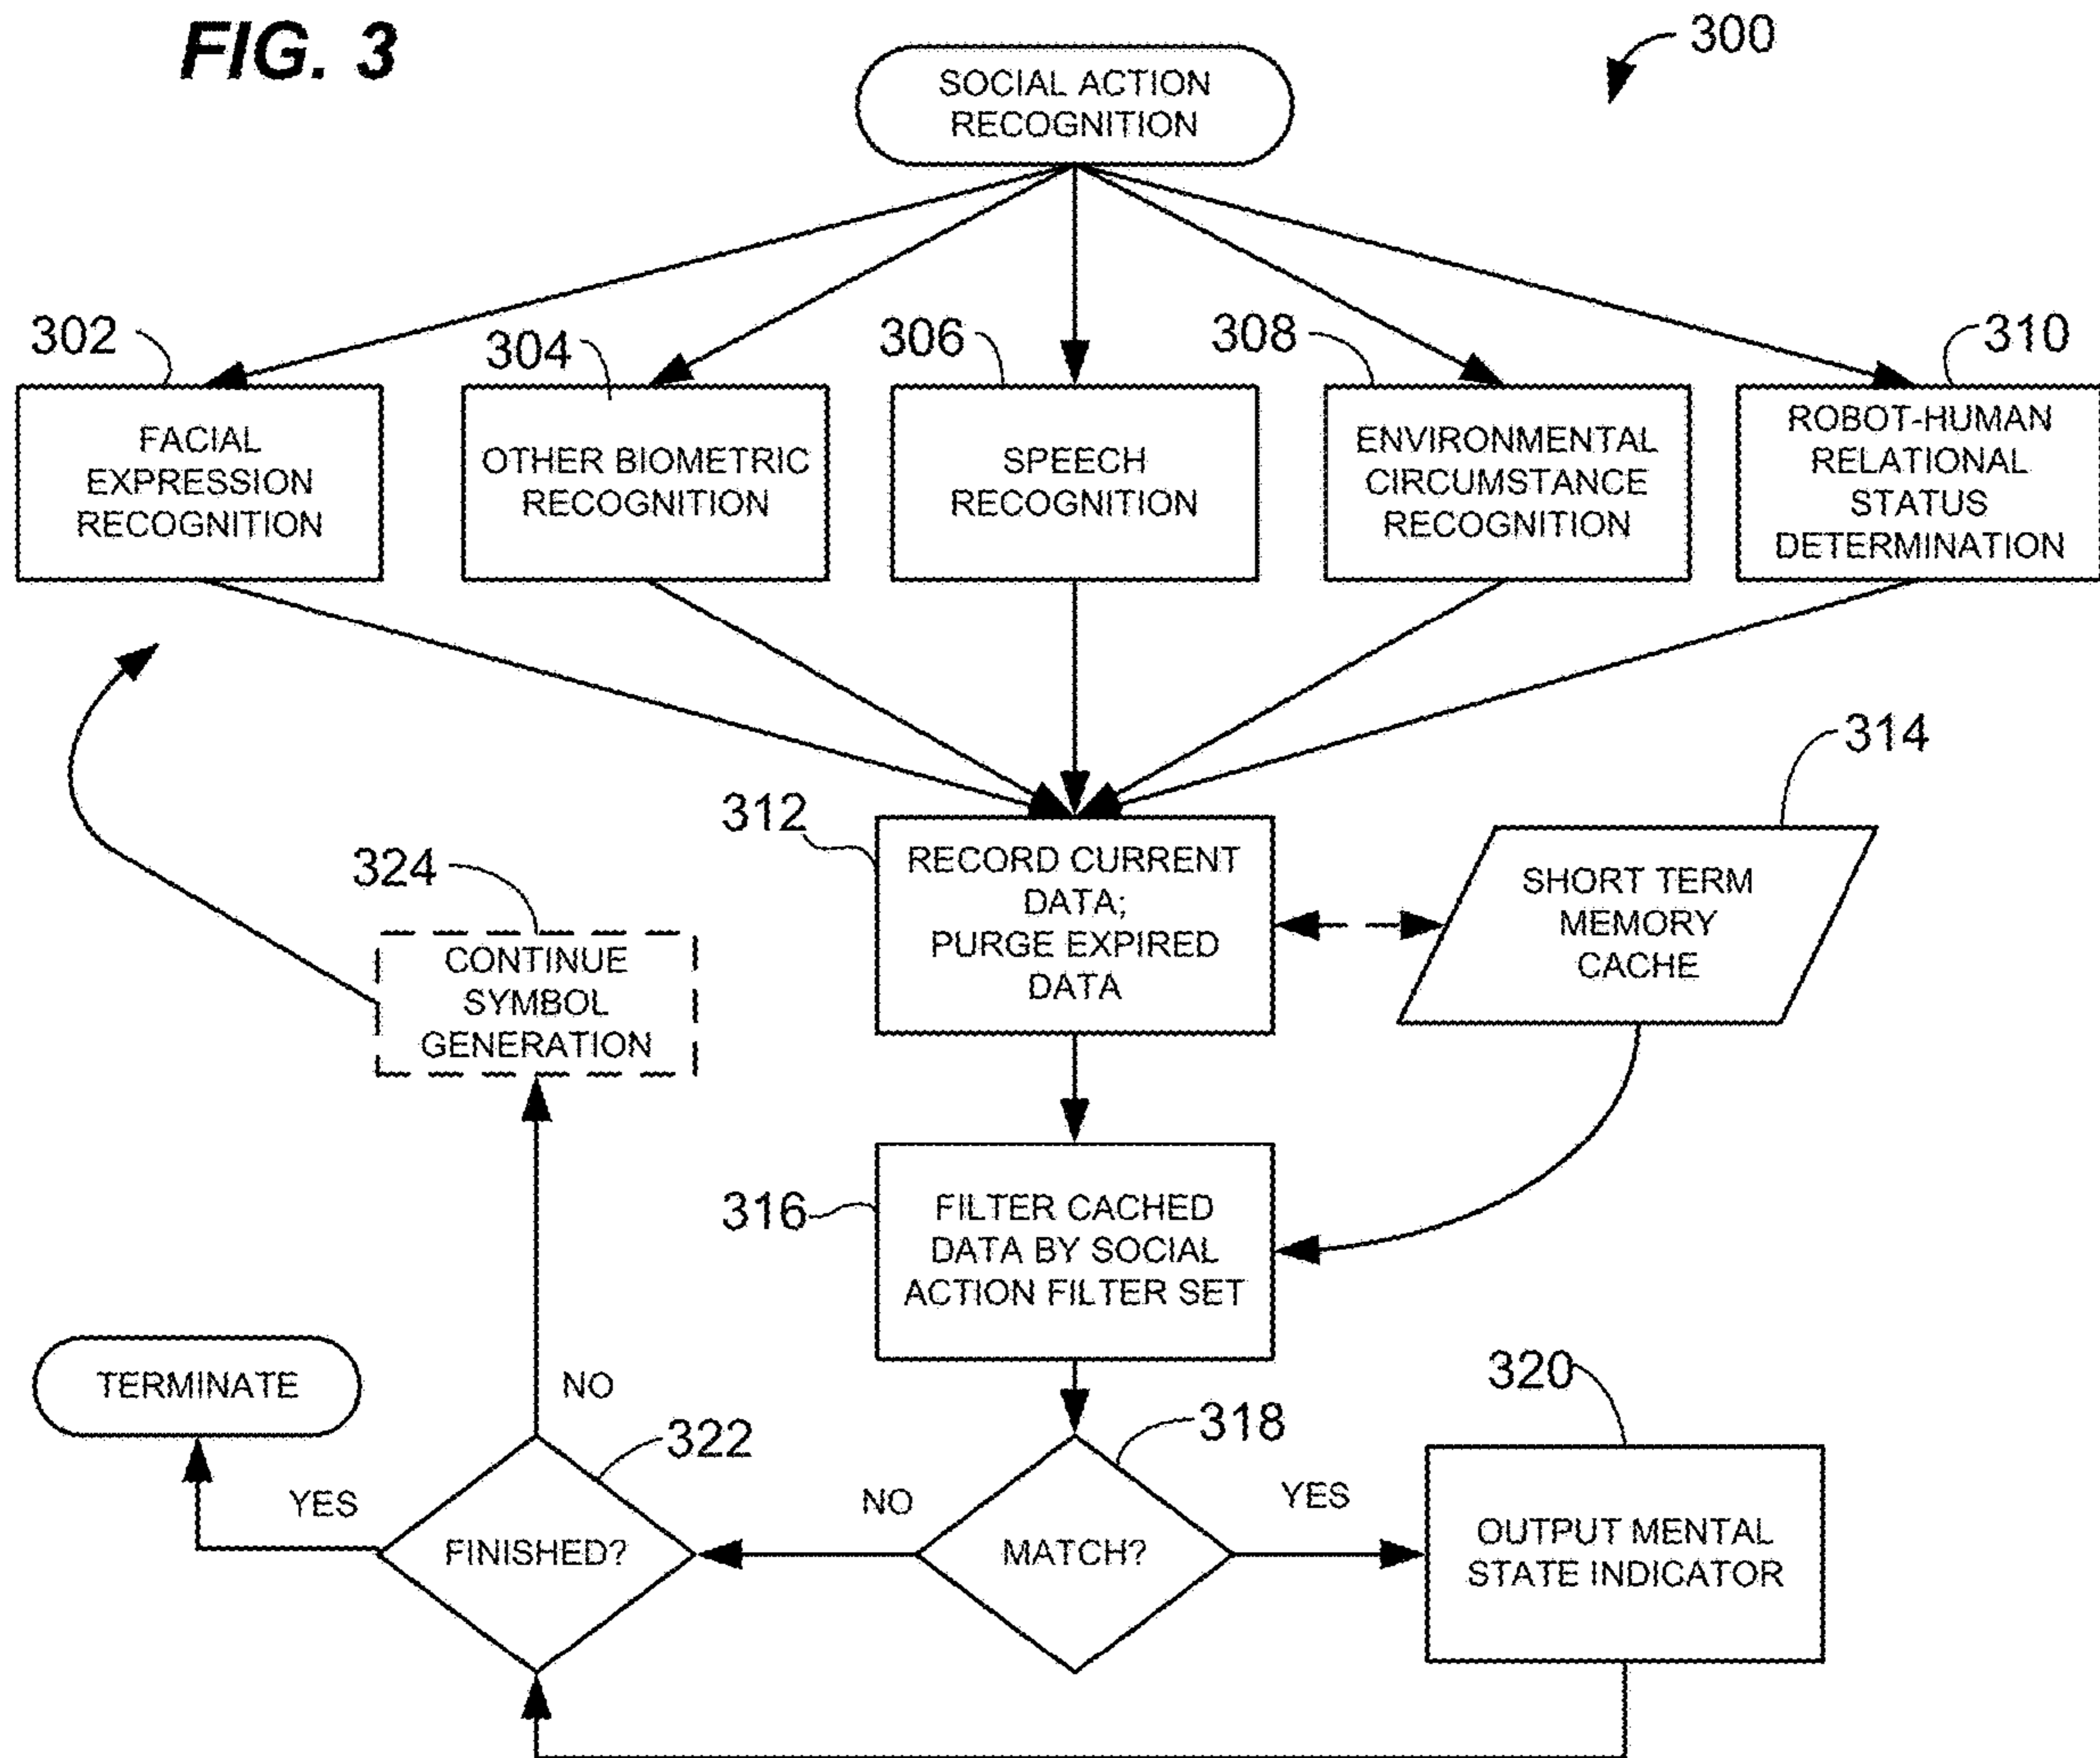 FIG. 3
300
SOCIAL ACTION
RECOGNITION
302
304
306
308
310
FACIAL
EXPRESSION
RECOGNITION
OTHER BIOMETRIC
RECOGNITION
SPEECH
RECOGNITION
ENVIRONMENTAL
CIRCUMSTANCE
RECOGNITION
ROBOT-HUMAN
RELATIONAL
STATUS
DETERMINATION
312
RECORD CURRENT
DATA;
PURGE EXPIRED
DATA
314
SHORT TERM
MEMORY
CACHE
324
CONTINUE
SYMBOL
GENERATION
316
FILTER CACHED
DATA BY SOCIAL
ACTION FILTER SET
TERMINATE
NO
322
318
320
YES
FINISHED?
NO
MATCH?
YES
OUTPUT MENTAL
STATE INDICATOR